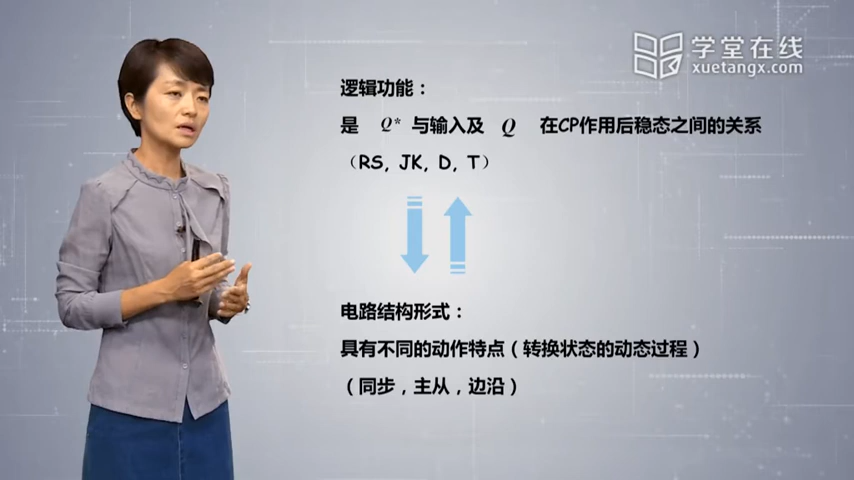 学堂在线
xuetangx.com
逻辑功能：
是 Q* 与输入及 Q 在CP作用后稳态之间的关系
（RS, JK, D, T）
电路结构形式：
具有不同的动作特点（转换状态的动态过程）
（同步，主从，边沿）